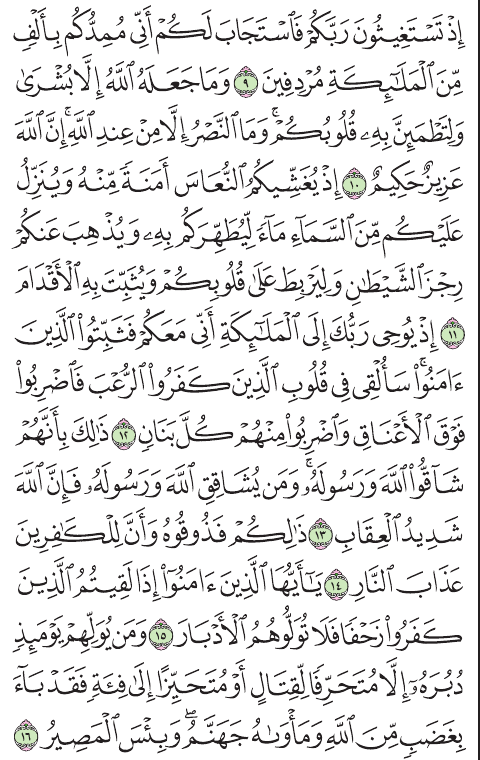 إِذْ تَسْتَغِيثُونَ رَبَّكُمْ فَٱسْتَجَابَ لَكُمْ أَنِّى مُمِدُّكُم بِأَلْفٍ
مِّنَ ٱلْمَلَـٰٓئِكَةِ مُرْدِفِينَ ٩ وَمَا جَعَلَهُ ٱللَّهُ إِلَّا بُشْرَىٰ
وَلِتَطْمَئِنَّ بِهِۦ قُلُوبُكُمْ ۚ وَمَا ٱلنَّصْرُ إِلَّا مِنْ عِندِ ٱللَّهِ ۚ إِنَّ ٱللَّهَ
عَزِيزٌ حَكِيمٌ ١٠ إِذْ يُغَشِّيكُمُ ٱلنُّعَاسَ أَمَنَةً مِّنْهُ وَيُنَزِّلُ
عَلَيْكُم مِّنَ ٱلسَّمَآءِ مَآءً لِّيُطَهِّرَكُم بِهِۦ وَيُذْهِبَ عَنكُمْ
رِجْزَ ٱلشَّيْطَـٰنِ وَلِيَرْبِطَ عَلَىٰ قُلُوبِكُمْ وَيُثَبِّتَ بِهِ ٱلْأَقْدَامَ
١١ إِذْ يُوحِى رَبُّكَ إِلَى ٱلْمَلَـٰٓئِكَةِ أَنِّى مَعَكُمْ فَثَبِّتُوا۟ ٱلَّذِينَ
ءَامَنُوا۟ ۚ سَأُلْقِى فِى قُلُوبِ ٱلَّذِينَ كَفَرُوا۟ ٱلرُّعْبَ فَٱضْرِبُوا۟
فَوْقَ ٱلْأَعْنَاقِ وَٱضْرِبُوا۟ مِنْهُمْ كُلَّ بَنَانٍ ١٢ ذَٰلِكَ بِأَنَّهُمْ
شَآقُّوا۟ ٱللَّهَ وَرَسُولَهُۥ ۚ وَمَن يُشَاقِقِ ٱللَّهَ وَرَسُولَهُۥ فَإِنَّ ٱللَّهَ
شَدِيدُ ٱلْعِقَابِ ١٣ ذَٰلِكُمْ فَذُوقُوهُ وَأَنَّ لِلْكَـٰفِرِينَ
عَذَابَ ٱلنَّارِ ١٤ يَـٰٓأَيُّهَا ٱلَّذِينَ ءَامَنُوٓا۟ إِذَا لَقِيتُمُ ٱلَّذِينَ
كَفَرُوا۟ زَحْفًا فَلَا تُوَلُّوهُمُ ٱلْأَدْبَارَ ١٥ وَمَن يُوَلِّهِمْ يَوْمَئِذٍ
دُبُرَهُۥٓ إِلَّا مُتَحَرِّفًا لِّقِتَالٍ أَوْ مُتَحَيِّزًا إِلَىٰ فِئَةٍ فَقَدْ بَآءَ
بِغَضَبٍ مِّنَ ٱللَّهِ وَمَأْوَىٰهُ جَهَنَّمُ ۖ وَبِئْسَ ٱلْمَصِيرُ ١٦